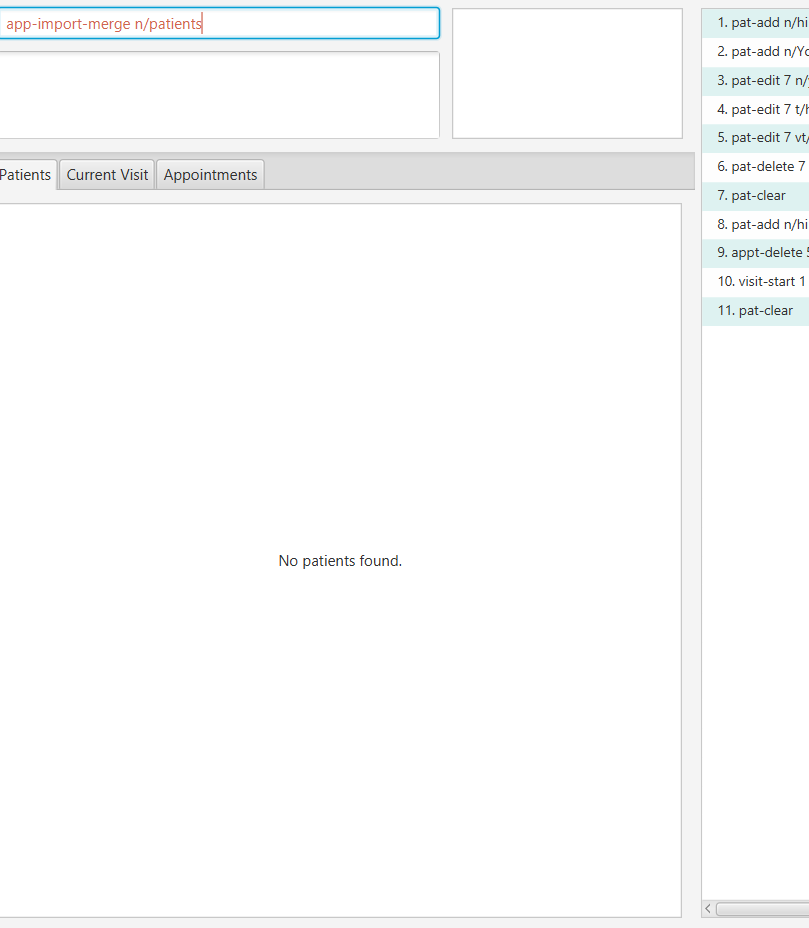 app-import-merge n/patients
Patients
Current Visit
Appointments
No patients found.
1. pat-add n/hi
2. pat-add n/Yo
3. pat-edit 7 n/
4. pat-edit 7 t/
5. pat-edit 7 vt/
6. pat-delete 7
7. pat-clear
8. pat-add n/hi
9. appt-delete
10. visit-start 1
11. pat-clear